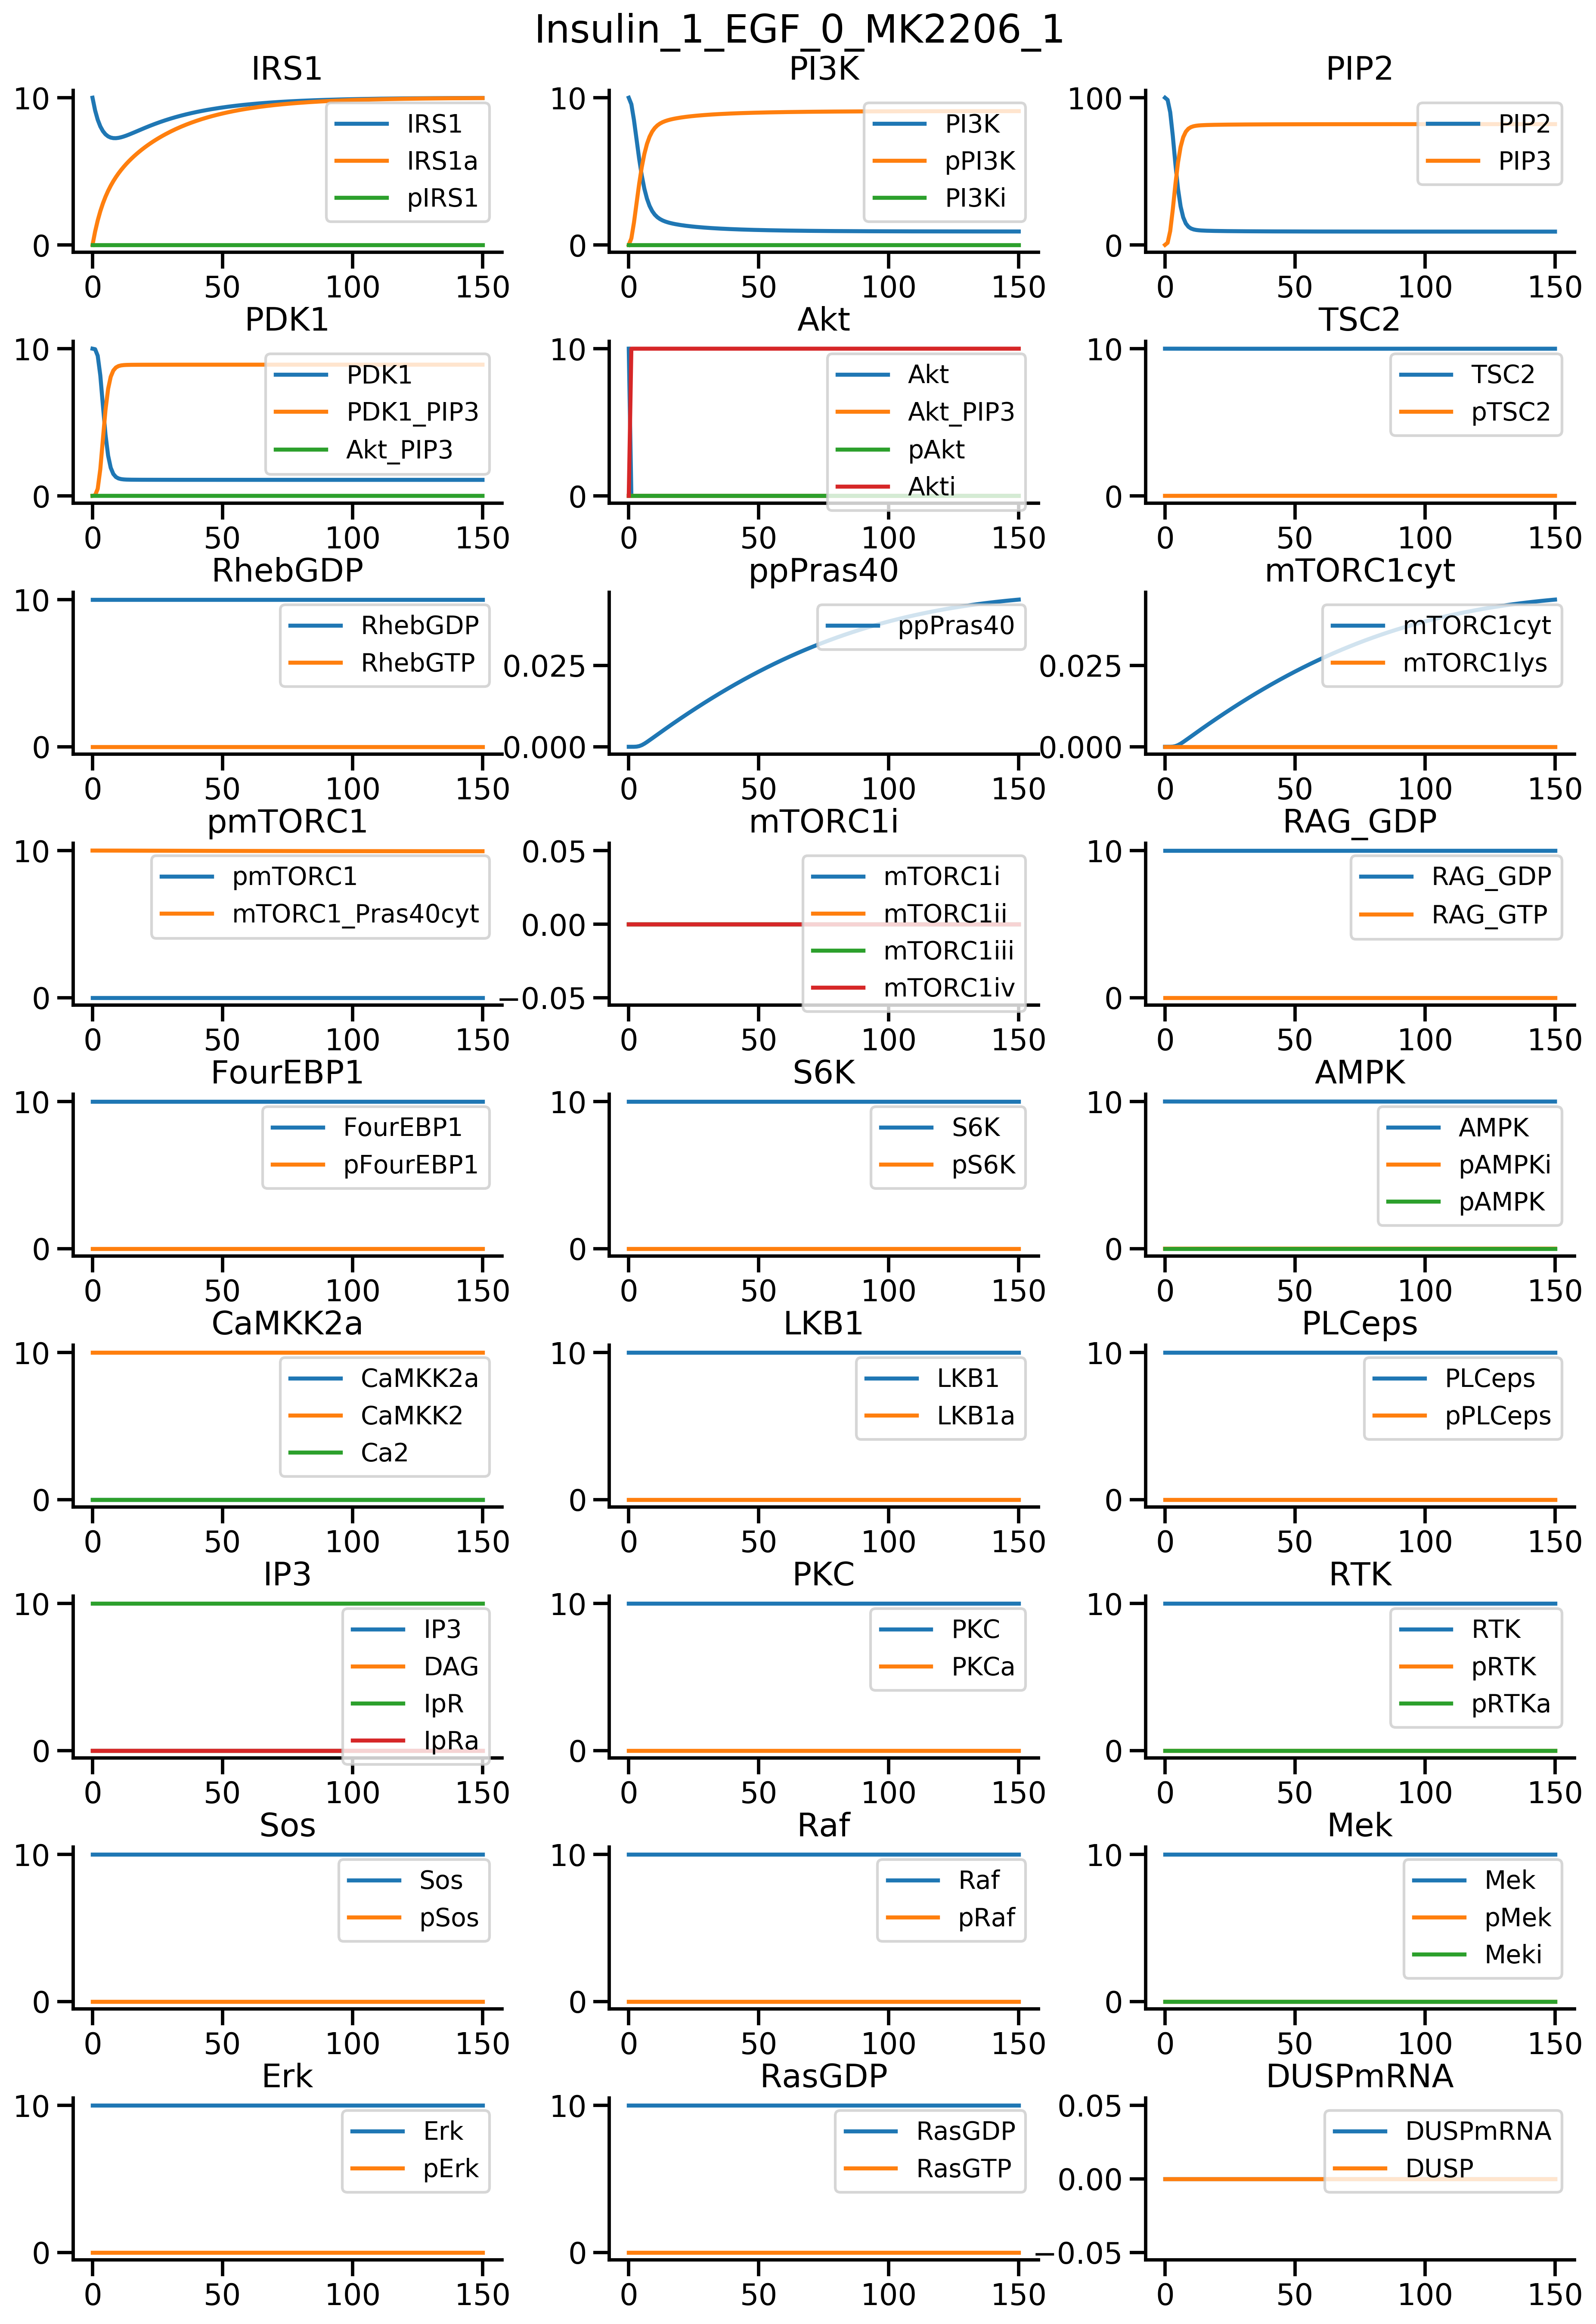 Insulin_1_EGF_0_MK2206_1
IRS1
10
0
0 50 100 150
IRS1
IRS1a
pIRS1
PI3K
10
0
0 50 100 150
PI3K
pPI3K
PI3Ki
PIP2
100
0
0 50 100 150
PIP2
PIP3
PDK1
10
0
0 50 100 150
PDK1
PDK1_PIP3
Akt_PIP3
Akt
10
0
0 50 100 150
Akt
Akt_PIP3
pAkt
Akti
TSC2
10
0
0 50 100 150
TSC2
pTSC2
RhebGDP
10
0
0 50 100 150
RhebGDP
RhebGTP
ppPras40
0.025
0.000
0 50 100 150
ppPras40
mTORC1cyt
0.025
0.000
0 50 100 150
mTORC1cyt
mTORC1lys
pmTORC1
10
0
0 50 100 150
pmTORC1
mTORC1_Pras40cyt
mTORC1i
0.05
0.00
−0.05
0 50 100 150
mTORC1i
mTORC1ii
mTORC1iii
mTORC1iv
RAG_GDP
10
0
0 50 100 150
RAG_GDP
RAG_GTP
FourEBP1
10
0
0 50 100 150
FourEBP1
pFourEBP1
S6K
10
0
0 50 100 150
S6K
pS6K
AMPK
10
0
0 50 100 150
AMPK
pAMPKi
pAMPK
CaMKK2a
10
0
0 50 100 150
CaMKK2a
CaMKK2
Ca2
LKB1
10
0
0 50 100 150
LKB1
LKB1a
PLCeps
10
0
0 50 100 150
PLCeps
pPLCeps
IP3
10
0
0 50 100 150
IP3
DAG
IpR
IpRa
PKC
10
0
0 50 100 150
PKC
PKCa
RTK
10
0
0 50 100 150
RTK
pRTK
pRTKa
Sos
10
0
0 50 100 150
Sos
pSos
Raf
10
0
0 50 100 150
Raf
pRaf
Mek
10
0
0 50 100 150
Mek
pMek
Meki
Erk
10
0
0 50 100 150
Erk
pErk
RasGDP
10
0
0 50 100 150
RasGDP
RasGTP
DUSPmRNA
0.05
0.00
−0.05
0 50 100 150
DUSPmRNA
DUSP